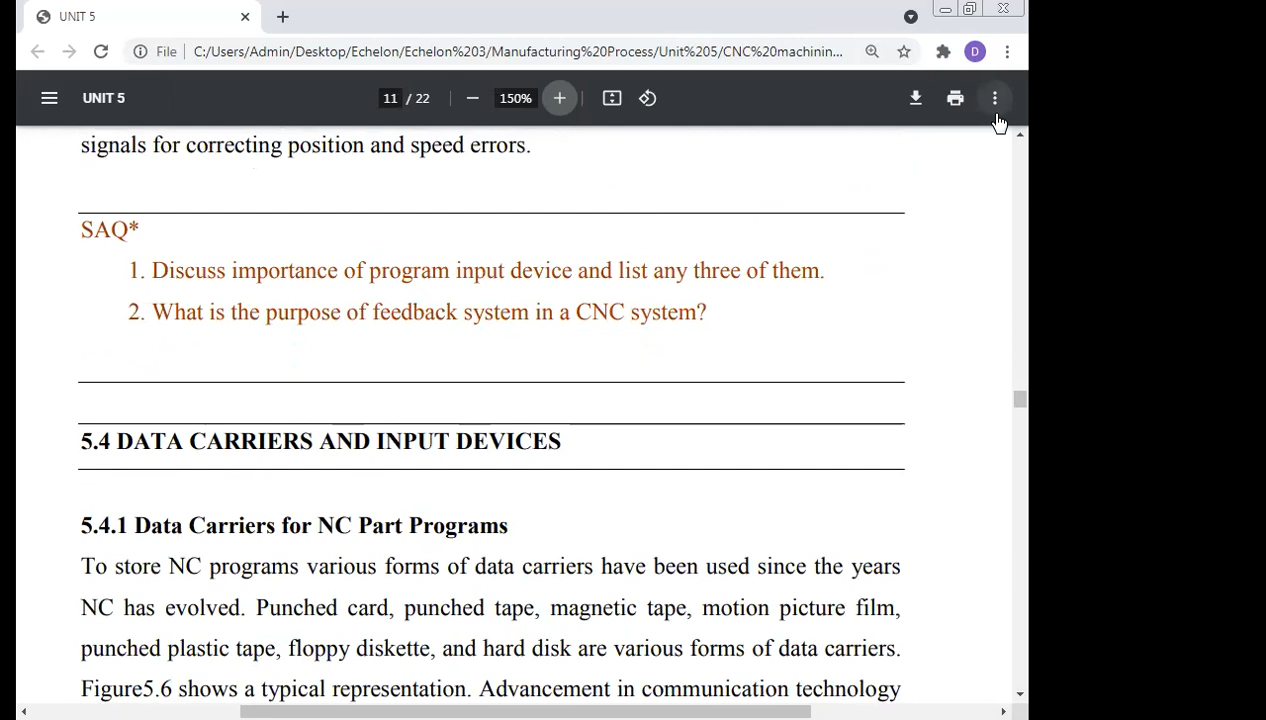 UNIT 5
File C:/Users/Admin/Desktop/Echelon/Echelon%203/Manufacturing%20Process/Unit%205/CNC%20machinin... D
UNIT 5 11 / 22 150%
signals for correcting position and speed errors.
SAQ*
1. Discuss importance of program input device and list any three of them.
2. What is the purpose of feedback system in a CNC system?
5.4 DATA CARRIERS AND INPUT DEVICES
5.4.1 Data Carriers for NC Part Programs
To store NC programs various forms of data carriers have been used since the years
NC has evolved. Punched card, punched tape, magnetic tape, motion picture film,
punched plastic tape, floppy diskette, and hard disk are various forms of data carriers.
Figure5.6 shows a typical representation. Advancement in communication technology